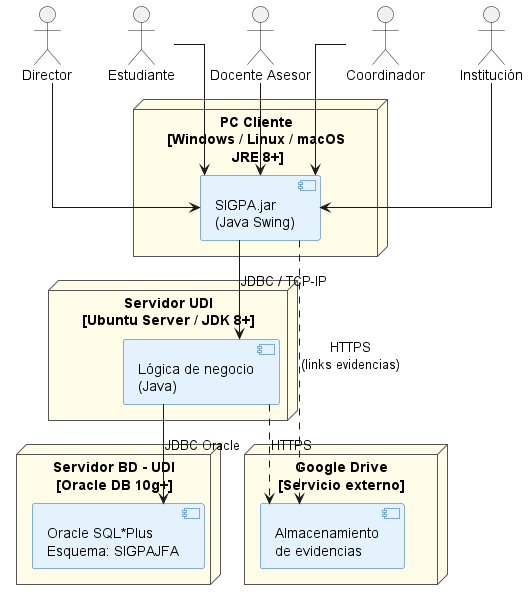 Director
Estudiante
Docente Asesor
Coordinador
Institución
PC Cliente
[Windows / Linux / macOS
JRE 8+]
SIGPA.jar
(Java Swing)
JDBC / TCP-IP
Servidor UDI
[Ubuntu Server / JDK 8+]
Lógica de negocio
(Java)
HTTPS
(links evidencias)
JDBC Oracle
HTTPS
Servidor BD - UDI
[Oracle DB 10g+]
Oracle SQL*Plus
Esquema: SIGPAJFA
Google Drive
[Servicio externo]
Almacenamiento
de evidencias